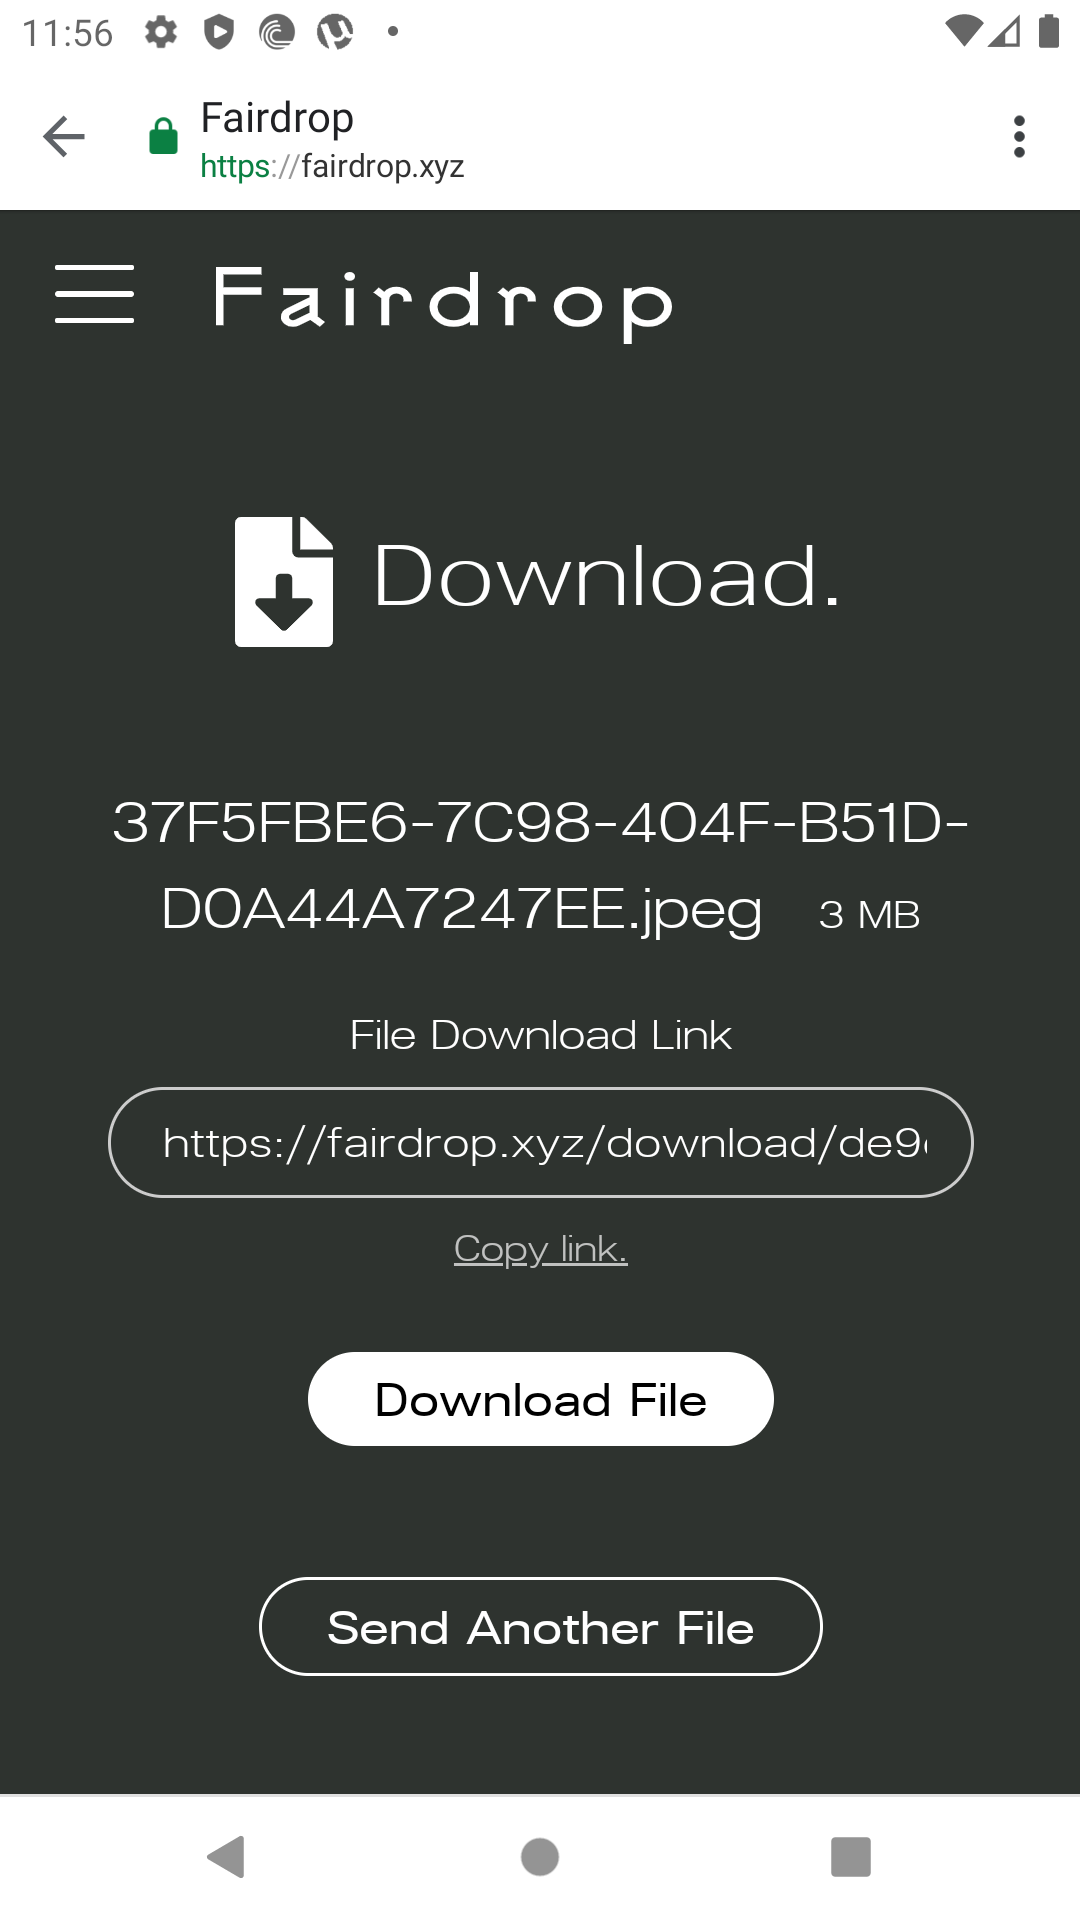 11:56
Fairdrop
https://fairdrop.xyz
Fairdrop
Download.
37F5FBE6-7C98-404F-B51D-
D0A44A7247EE.jpeg 3 MB
File Download Link
https://fairdrop.xyz/download/de9
Copy link.
Download File
Send Another File